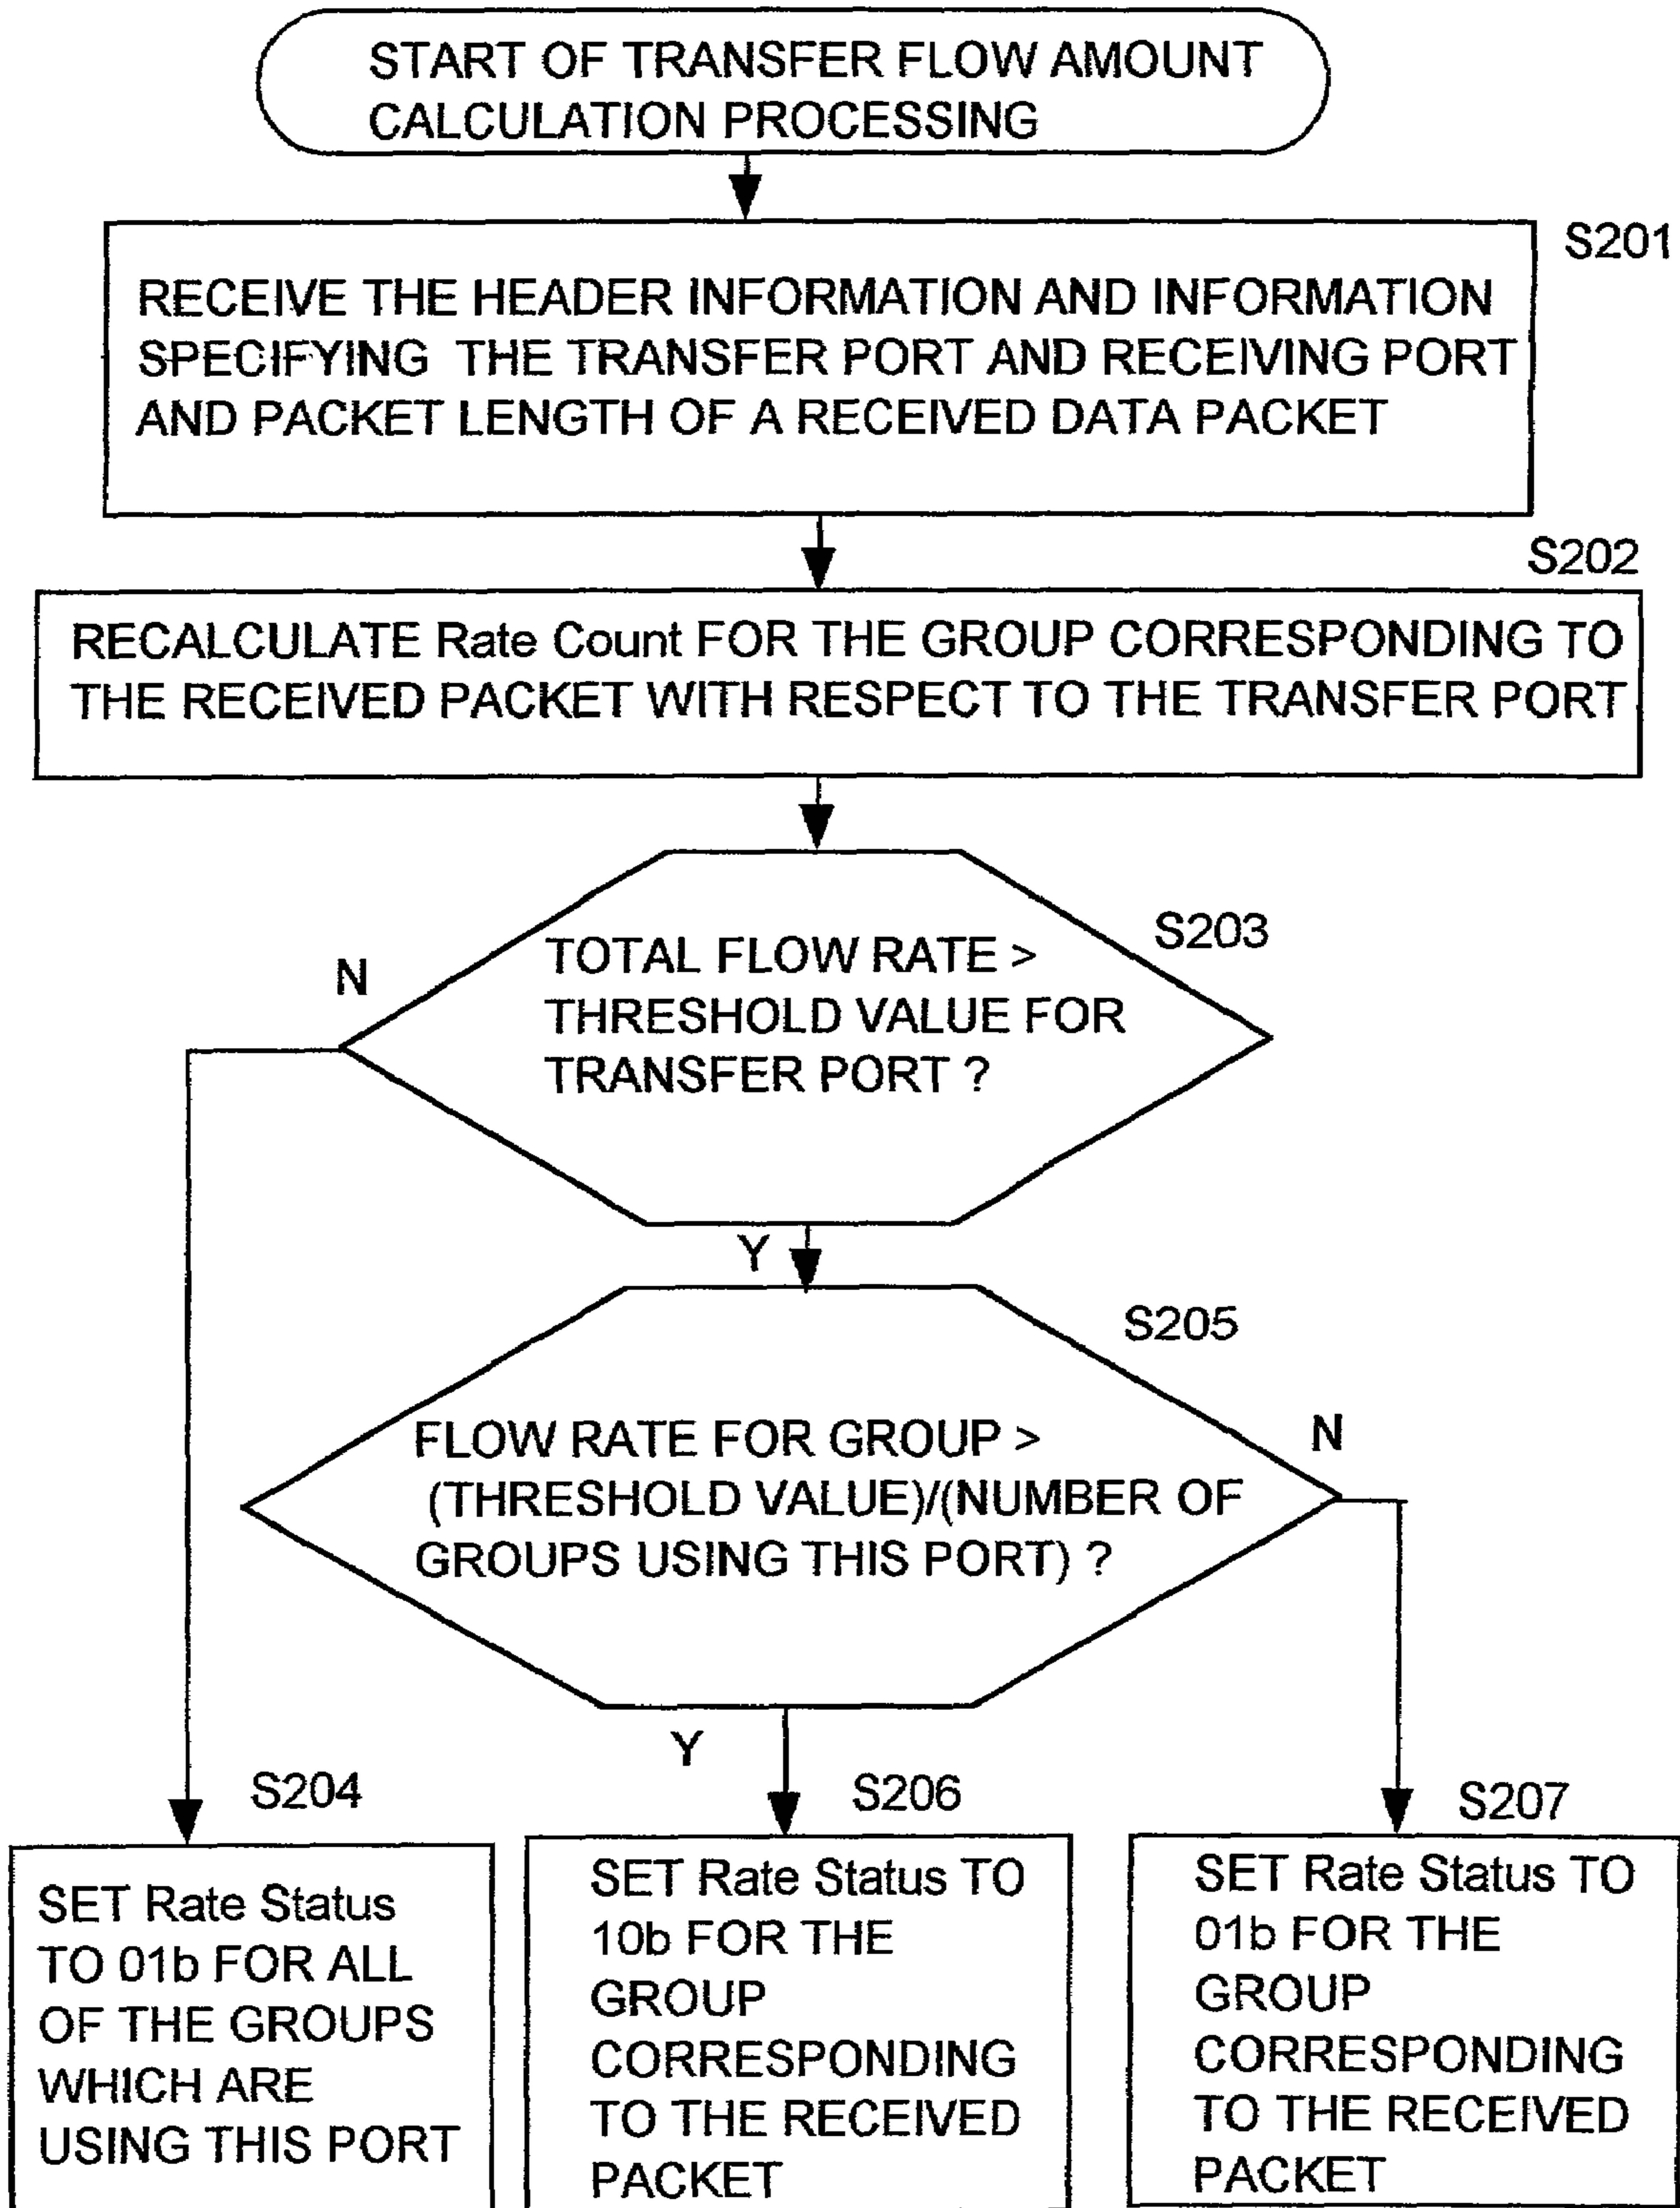 START OF TRANSFER FLOW AMOUNT
CALCULATION PROCESSING
S201
RECEIVE THE HEADER INFORMATION AND INFORMATION
SPECIFYING THE TRANSFER PORT AND RECEIVING PORT
AND PACKET LENGTH OF A RECEIVED DATA PACKET
S202
RECALCULATE Rate Count FOR THE GROUP CORRESPONDING TO
THE RECEIVED PACKET WITH RESPECT TO THE TRANSFER PORT
S203
N
TOTAL FLOW RATE >
THRESHOLD VALUE FOR
TRANSFER PORT ?
Y
S205
N
FLOW RATE FOR GROUP >
(THRESHOLD VALUE)/(NUMBER OF
GROUPS USING THIS PORT) ?
Y
S204
SET Rate Status
TO 01b FOR ALL
OF THE GROUPS
WHICH ARE
USING THIS PORT
S206
SET Rate Status TO
10b FOR THE
GROUP
CORRESPONDING
TO THE RECEIVED
PACKET
S207
SET Rate Status TO
01b FOR THE
GROUP
CORRESPONDING
TO THE RECEIVED
PACKET